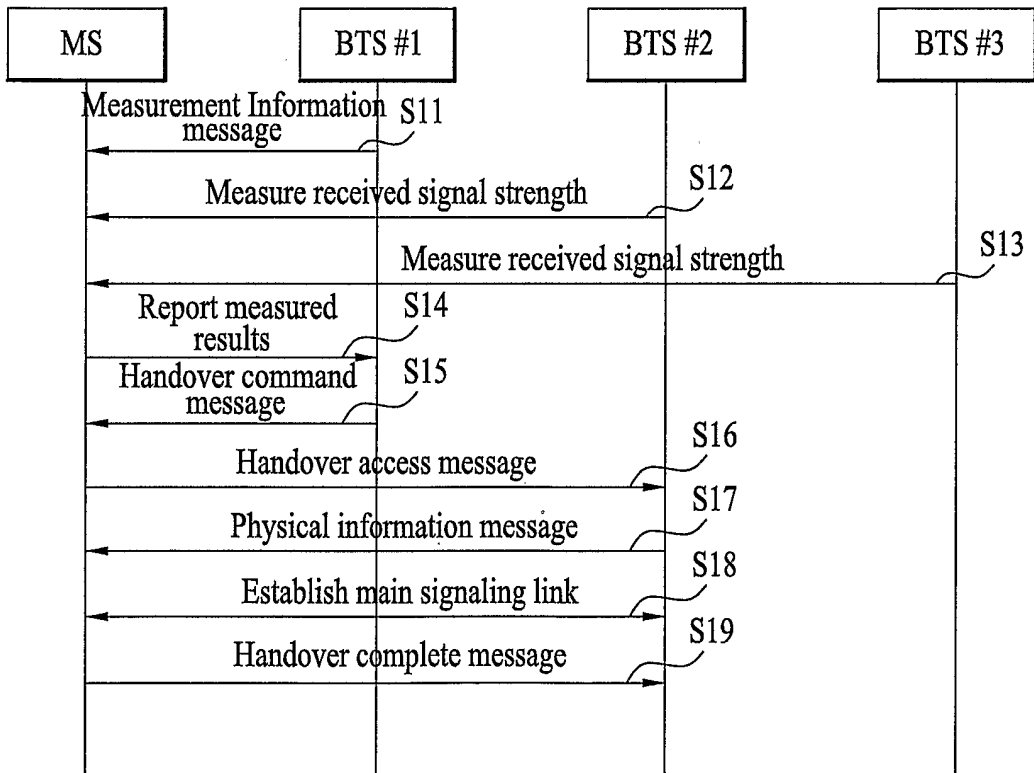 MS
BTS #1
BTS #2
BTS #3
Measurement Information
message
S11
Measure received signal strength
S12
Measure received signal strength
S13
Report measured
results
S14
Handover command
message
S15
Handover access message
S16
Physical information message
S17
Establish main signaling link
S18
Handover complete message
S19